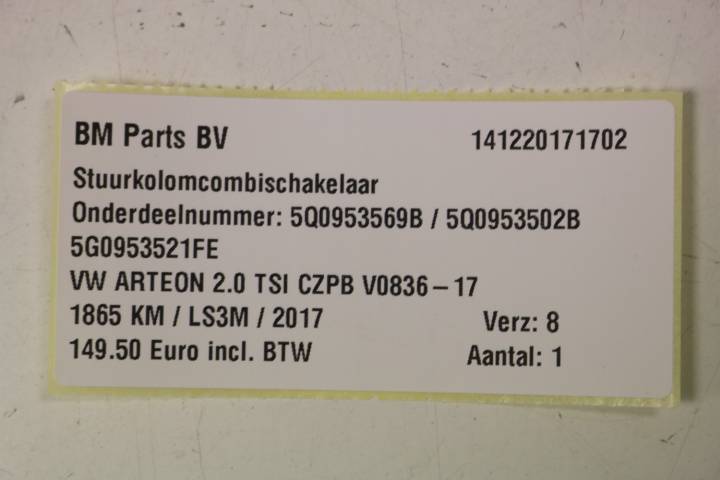 BM Parts BV 141220171702
Stuurkolomcombischakelaar
Onderdeelnummer: 5Q0953569B / 5Q0953502B
5G0953521FE
VW ARTEON 2.0 TSI CZPB V0836 – 17
1865 KM / LS3M / 2017 Verz: 8
149.50 Euro incl. BTW Aantal: 1